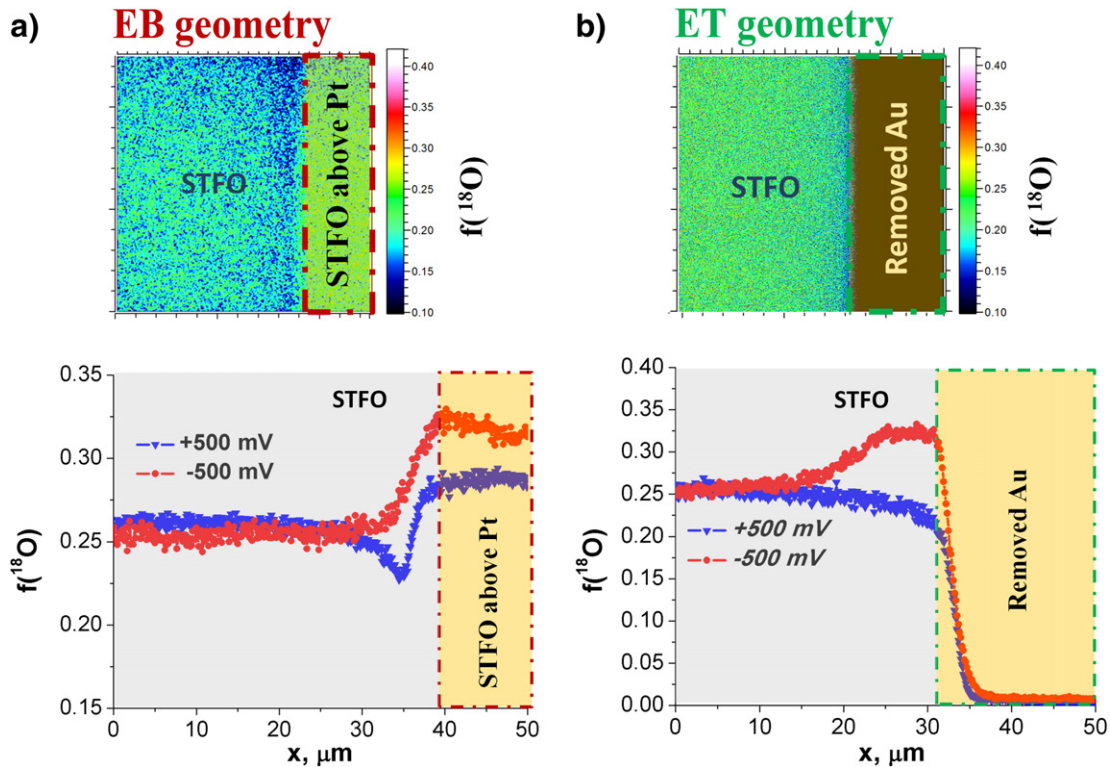 a)
EB geometry
STFO
STFO above Pt
0.40
0.35
0.30
0.25
0.20
0.15
0.10
f(¹⁸O)
b)
ET geometry
STFO
Removed Au
0.40
0.35
0.30
0.25
0.20
0.15
0.10
f(¹⁸O)
0.35
0.30
0.25
0.20
0.15
f(¹⁸O)
STFO
+500 mV
-500 mV
STFO above Pt
0 10 20 30 40 50
x, μm
0.40
0.35
0.30
0.25
0.20
0.15
0.10
0.05
0.00
f(¹⁸O)
STFO
+500 mV
-500 mV
Removed Au
0 10 20 30 40 50
x, μm